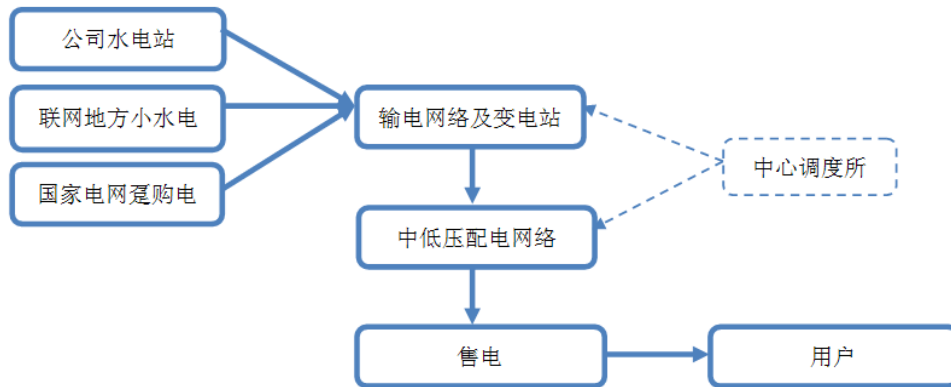 公司水电站
联网地方小水电
输电网络及变电站
中心调度所
国家电网趸购电
中低压配电网络
售电
用户